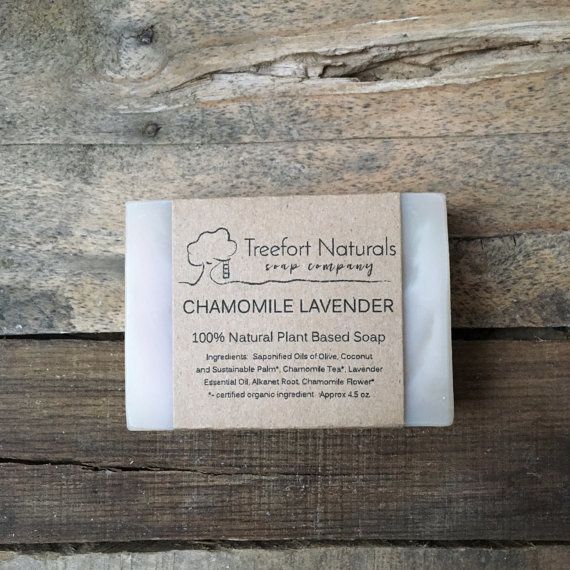 Treefort Naturals
soap company
CHAMOMILE LAVENDER
100% Natural Plant Based Soap
Ingredients: Saponified Oils of Olive, Coconut
and Sustainable Palm*, Chamomile Tea*, Lavender
Essential Oil, Alkanet Root, Chamomile Flower*
*- certified organic ingredient Approx 4.5 oz.